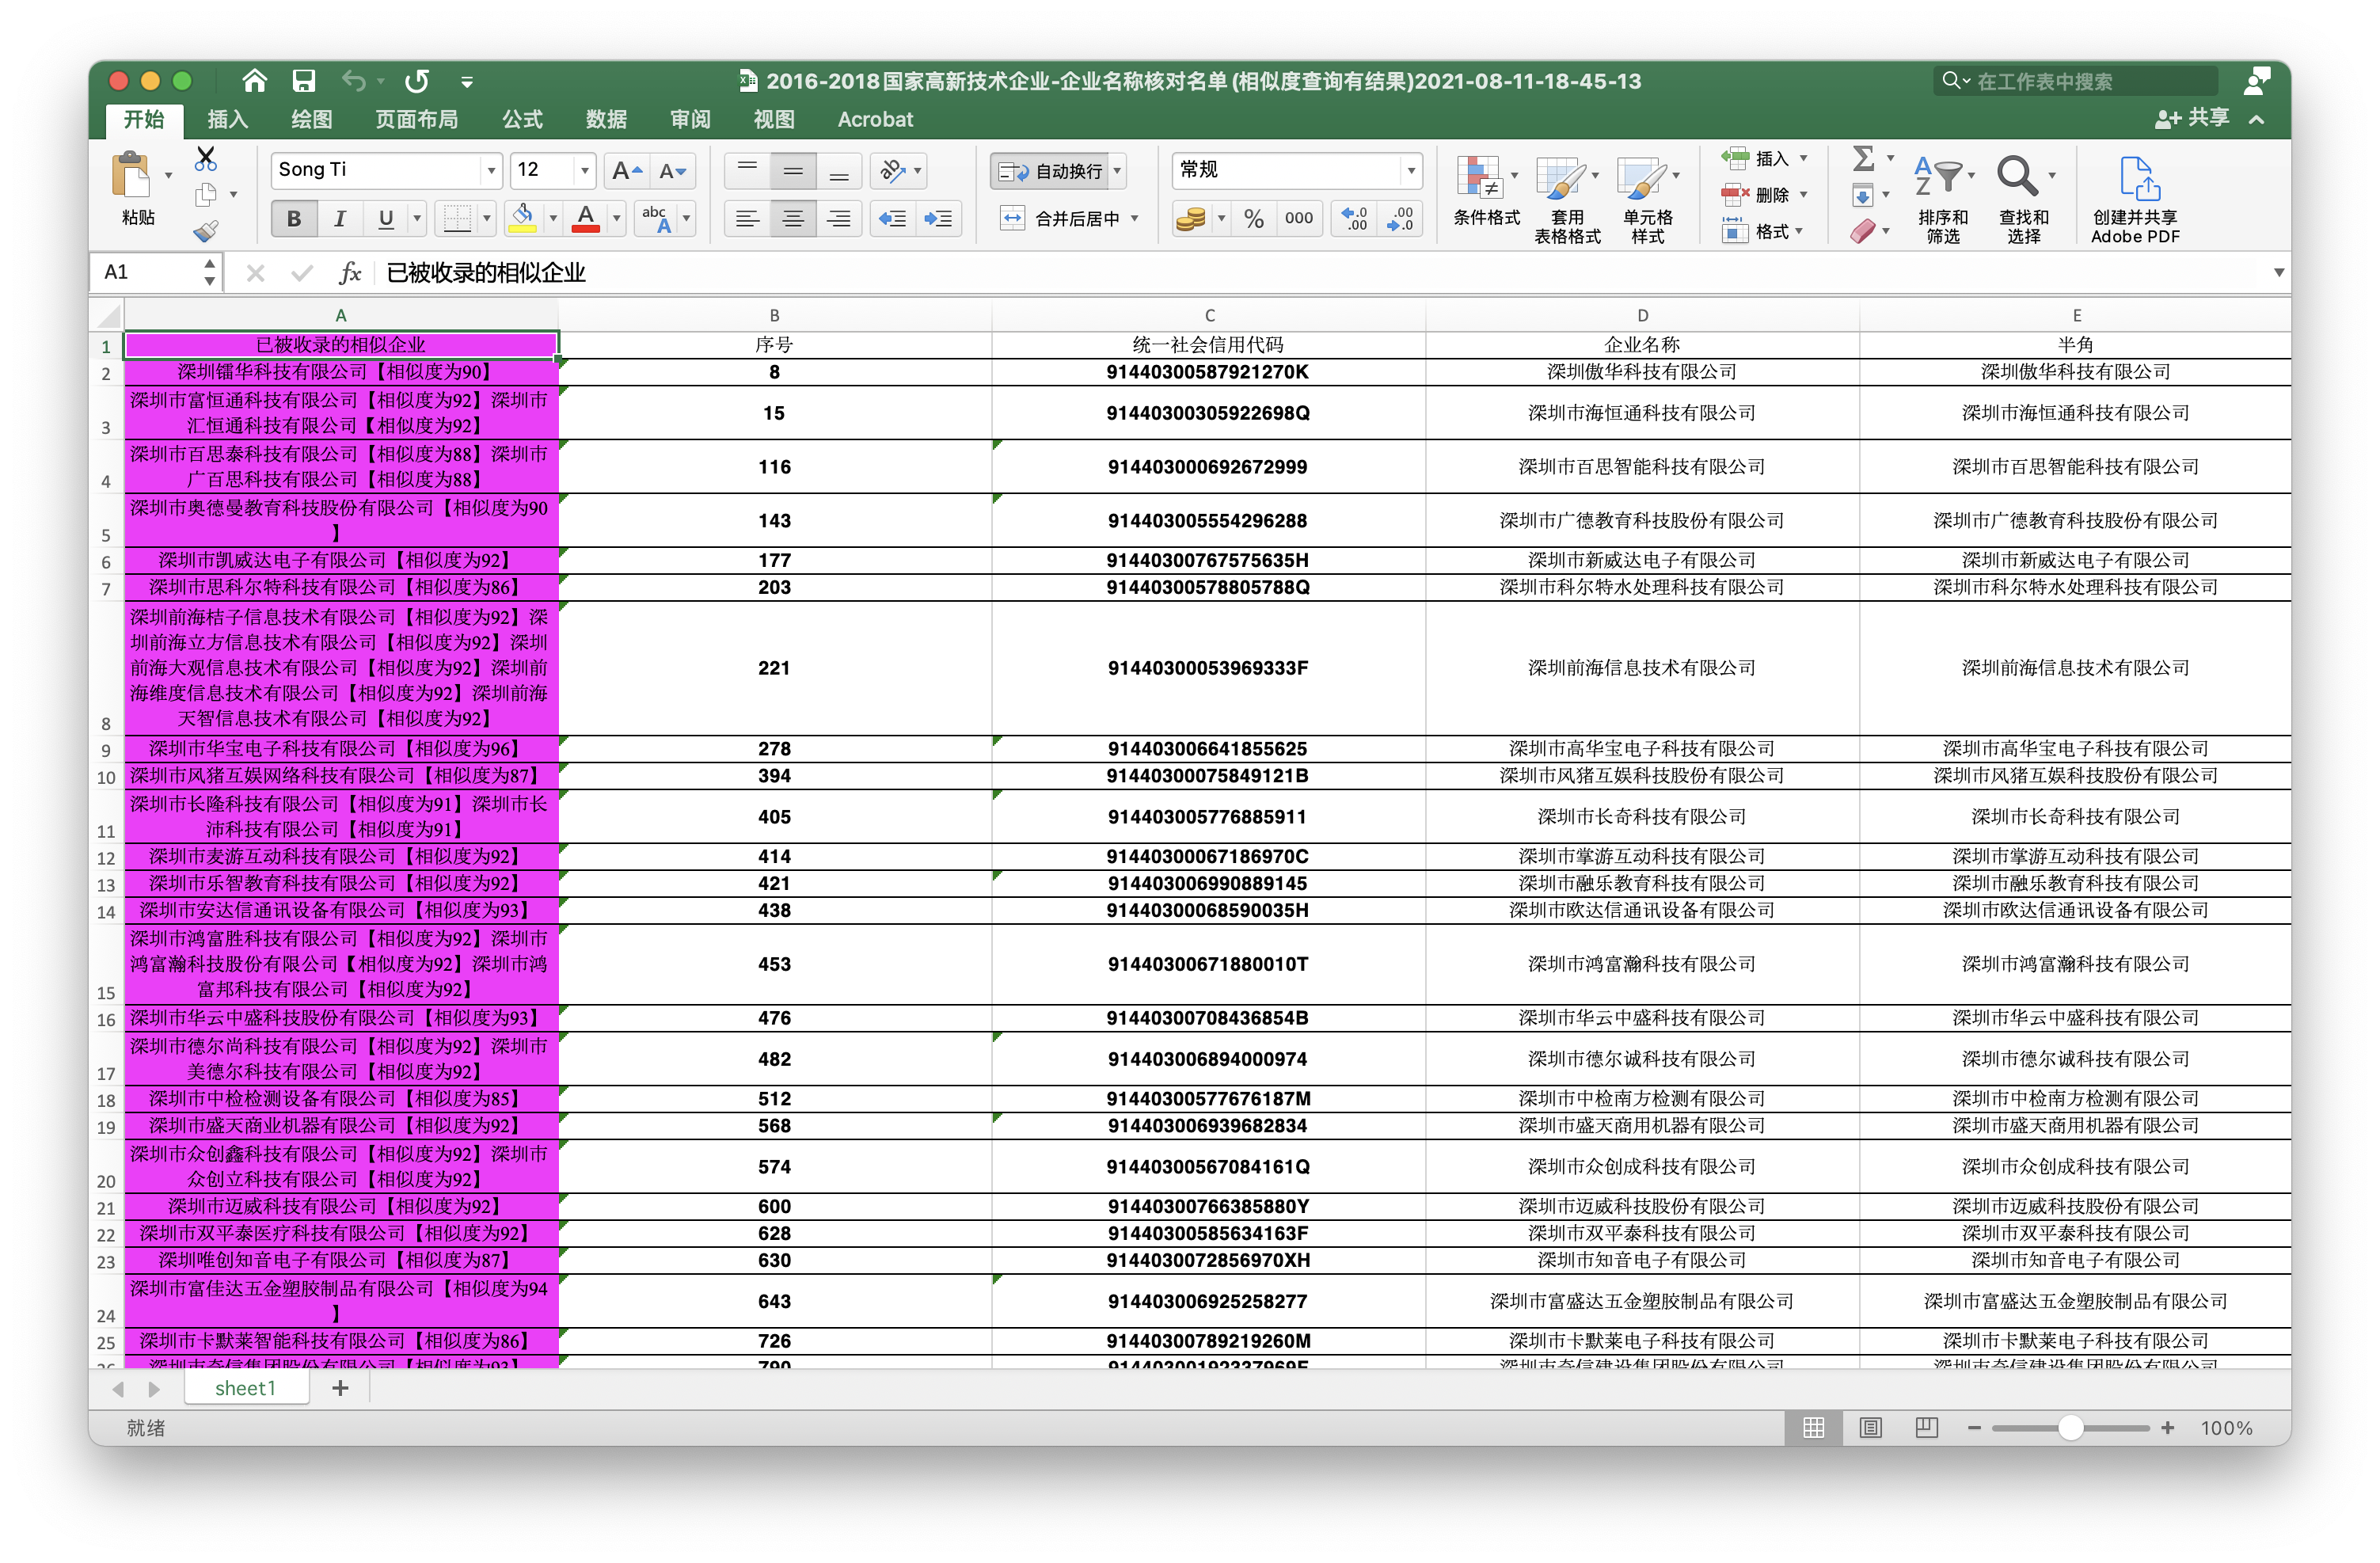 2016-2018国家高新技术企业-企业名称核对名单(相似度查询有结果)2021-08-11-18-45-13
在工作表中搜索
开始 插入 绘图 页面布局 公式 数据 审阅 视图 Acrobat
共享
粘贴
Song Ti 12
B I U
abc A
自动换行
合并后居中
常规
% 000
条件格式
套用
表格格式
单元格
样式
插入
删除
格式
排序和
筛选
查找和
选择
创建并共享
Adobe PDF
A1 fx 已被收录的相似企业
A B C D E
1 已被收录的相似企业 序号 统一社会信用代码 企业名称 半角
2 深圳镭华科技有限公司【相似度为90】 8 91440300587921270K 深圳傲华科技有限公司 深圳傲华科技有限公司
深圳市富恒通科技有限公司【相似度为92】深圳市
汇恒通科技有限公司【相似度为92】
3 15 91440300305922698Q 深圳市海恒通科技有限公司 深圳市海恒通科技有限公司
深圳市百思泰科技有限公司【相似度为88】深圳市
广百思科技有限公司【相似度为88】
4 116 914403000692672999 深圳市百思智能科技有限公司 深圳市百思智能科技有限公司
深圳市奥德曼教育科技股份有限公司【相似度为90
】
5 143 914403005554296288 深圳市广德教育科技股份有限公司 深圳市广德教育科技股份有限公司
6 深圳市凯威达电子有限公司【相似度为92】 177 91440300767575635H 深圳市新威达电子有限公司 深圳市新威达电子有限公司
7 深圳市思科尔特科技有限公司【相似度为86】 203 91440300578805788Q 深圳市科尔特水处理科技有限公司 深圳市科尔特水处理科技有限公司
深圳前海桔子信息技术有限公司【相似度为92】深
圳前海立方信息技术有限公司【相似度为92】深圳
前海大观信息技术有限公司【相似度为92】深圳前
海维度信息技术有限公司【相似度为92】深圳前海
天智信息技术有限公司【相似度为92】
8 221 91440300053969333F 深圳前海信息技术有限公司 深圳前海信息技术有限公司
9 深圳市华宝电子科技有限公司【相似度为96】 278 914403006641855625 深圳市高华宝电子科技有限公司 深圳市高华宝电子科技有限公司
10 深圳市风猪互娱网络科技有限公司【相似度为87】 394 91440300075849121B 深圳市风猪互娱科技股份有限公司 深圳市风猪互娱科技股份有限公司
深圳市长隆科技有限公司【相似度为91】深圳市长
沛科技有限公司【相似度为91】
11 405 914403005776885911 深圳市长奇科技有限公司 深圳市长奇科技有限公司
12 深圳市麦游互动科技有限公司【相似度为92】 414 91440300067186970C 深圳市掌游互动科技有限公司 深圳市掌游互动科技有限公司
13 深圳市乐智教育科技有限公司【相似度为92】 421 914403006990889145 深圳市融乐教育科技有限公司 深圳市融乐教育科技有限公司
14 深圳市安达信通讯设备有限公司【相似度为93】 438 91440300068590035H 深圳市欧达信通讯设备有限公司 深圳市欧达信通讯设备有限公司
深圳市鸿富胜科技有限公司【相似度为92】深圳市
鸿富瀚科技股份有限公司【相似度为92】深圳市鸿
富邦科技有限公司【相似度为92】
15 453 91440300671880010T 深圳市鸿富瀚科技有限公司 深圳市鸿富瀚科技有限公司
16 深圳市华云中盛科技股份有限公司【相似度为93】 476 91440300708436854B 深圳市华云中盛科技有限公司 深圳市华云中盛科技有限公司
深圳市德尔尚科技有限公司【相似度为92】深圳市
美德尔科技有限公司【相似度为92】
17 482 914403006894000974 深圳市德尔诚科技有限公司 深圳市德尔诚科技有限公司
18 深圳市中检检测设备有限公司【相似度为85】 512 91440300577676187M 深圳市中检南方检测有限公司 深圳市中检南方检测有限公司
19 深圳市盛天商业机器有限公司【相似度为92】 568 914403006939682834 深圳市盛天商用机器有限公司 深圳市盛天商用机器有限公司
深圳市众创鑫科技有限公司【相似度为92】深圳市
众创立科技有限公司【相似度为92】
20 574 91440300567084161Q 深圳市众创成科技有限公司 深圳市众创成科技有限公司
21 深圳市迈威科技有限公司【相似度为92】 600 91440300766385880Y 深圳市迈威科技股份有限公司 深圳市迈威科技股份有限公司
22 深圳市双平泰医疗科技有限公司【相似度为92】 628 91440300585634163F 深圳市双平泰科技有限公司 深圳市双平泰科技有限公司
23 深圳唯创知音电子有限公司【相似度为87】 630 9144030072856970XH 深圳市知音电子有限公司 深圳市知音电子有限公司
深圳市富佳达五金塑胶制品有限公司【相似度为94
】
24 643 914403006925258277 深圳市富盛达五金塑胶制品有限公司 深圳市富盛达五金塑胶制品有限公司
25 深圳市卡默莱智能科技有限公司【相似度为86】 726 91440300789219260M 深圳市卡默莱电子科技有限公司 深圳市卡默莱电子科技有限公司
26 深圳市奇信集团股份有限公司【相似度为93】 790 91440300192337969F 深圳市奇信建设集团股份有限公司 深圳市奇信建设集团股份有限公司
sheet1
就绪 100%